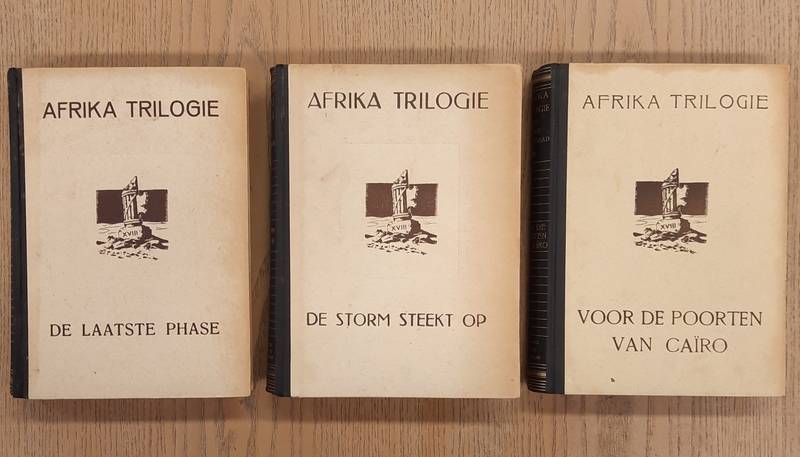 AFRIKA TRILOGIE
XVIII
DE LAATSTE PHASE
AFRIKA TRILOGIE
XVIII
DE STORM STEEKT OP
AFRIKA TRILOGIE
XVIII
VOOR DE POORTEN
VAN CAÏRO